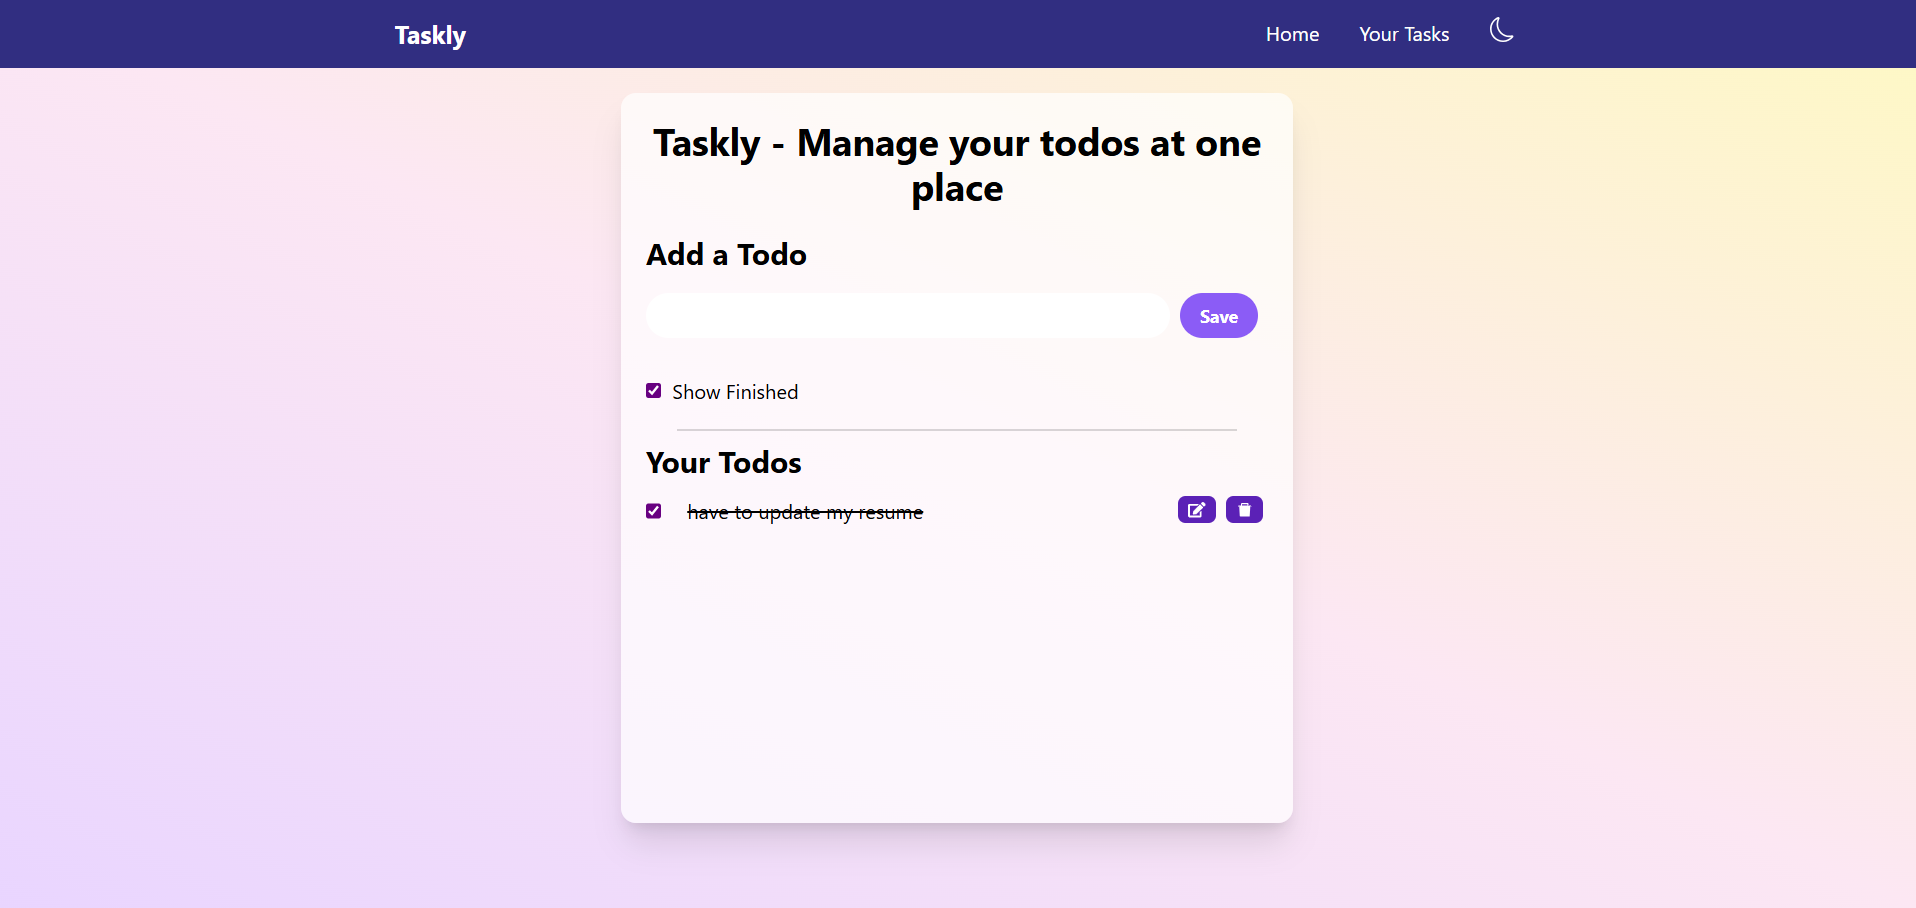 Taskly
Home
Your Tasks
Taskly - Manage your todos at one
place
Add a Todo
Save
Show Finished
Your Todos
have to update my resume